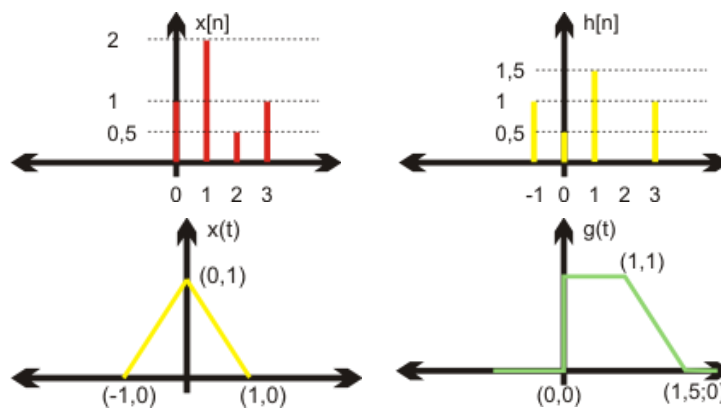 x[n]
2
1
0,5
0 1 2 3
h[n]
1,5
1
0,5
-1 0 1 2 3
x(t)
(0,1)
(-1,0) (1,0)
g(t)
(1,1)
(0,0) (1,5;0)